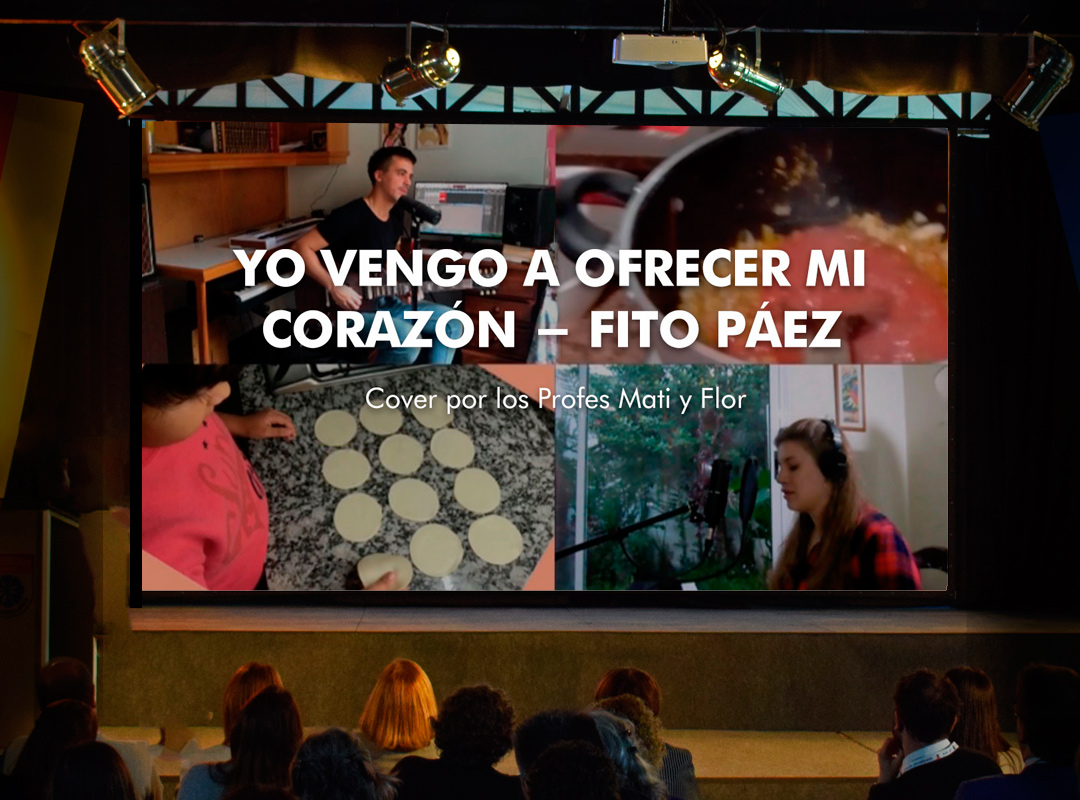 YO VENGO A OFRECER MI
CORAZÓN – FITO PÁEZ
Cover por los Profes Mati y Flor